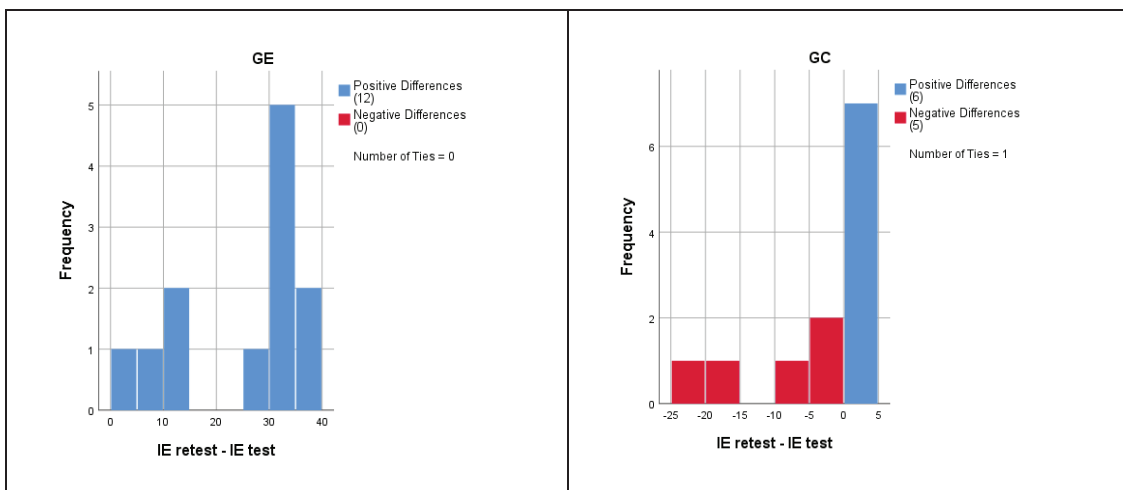 GE
Positive Differences
(12)
Negative Differences
(0)
Number of Ties = 0
Frequency
5
4
3
2
1
0
0
10
20
30
40
IE retest - IE test
GC
Positive Differences
(6)
Negative Differences
(5)
Number of Ties = 1
Frequency
6
4
2
0
-25
-20
-15
-10
-5
0
5
IE retest - IE test